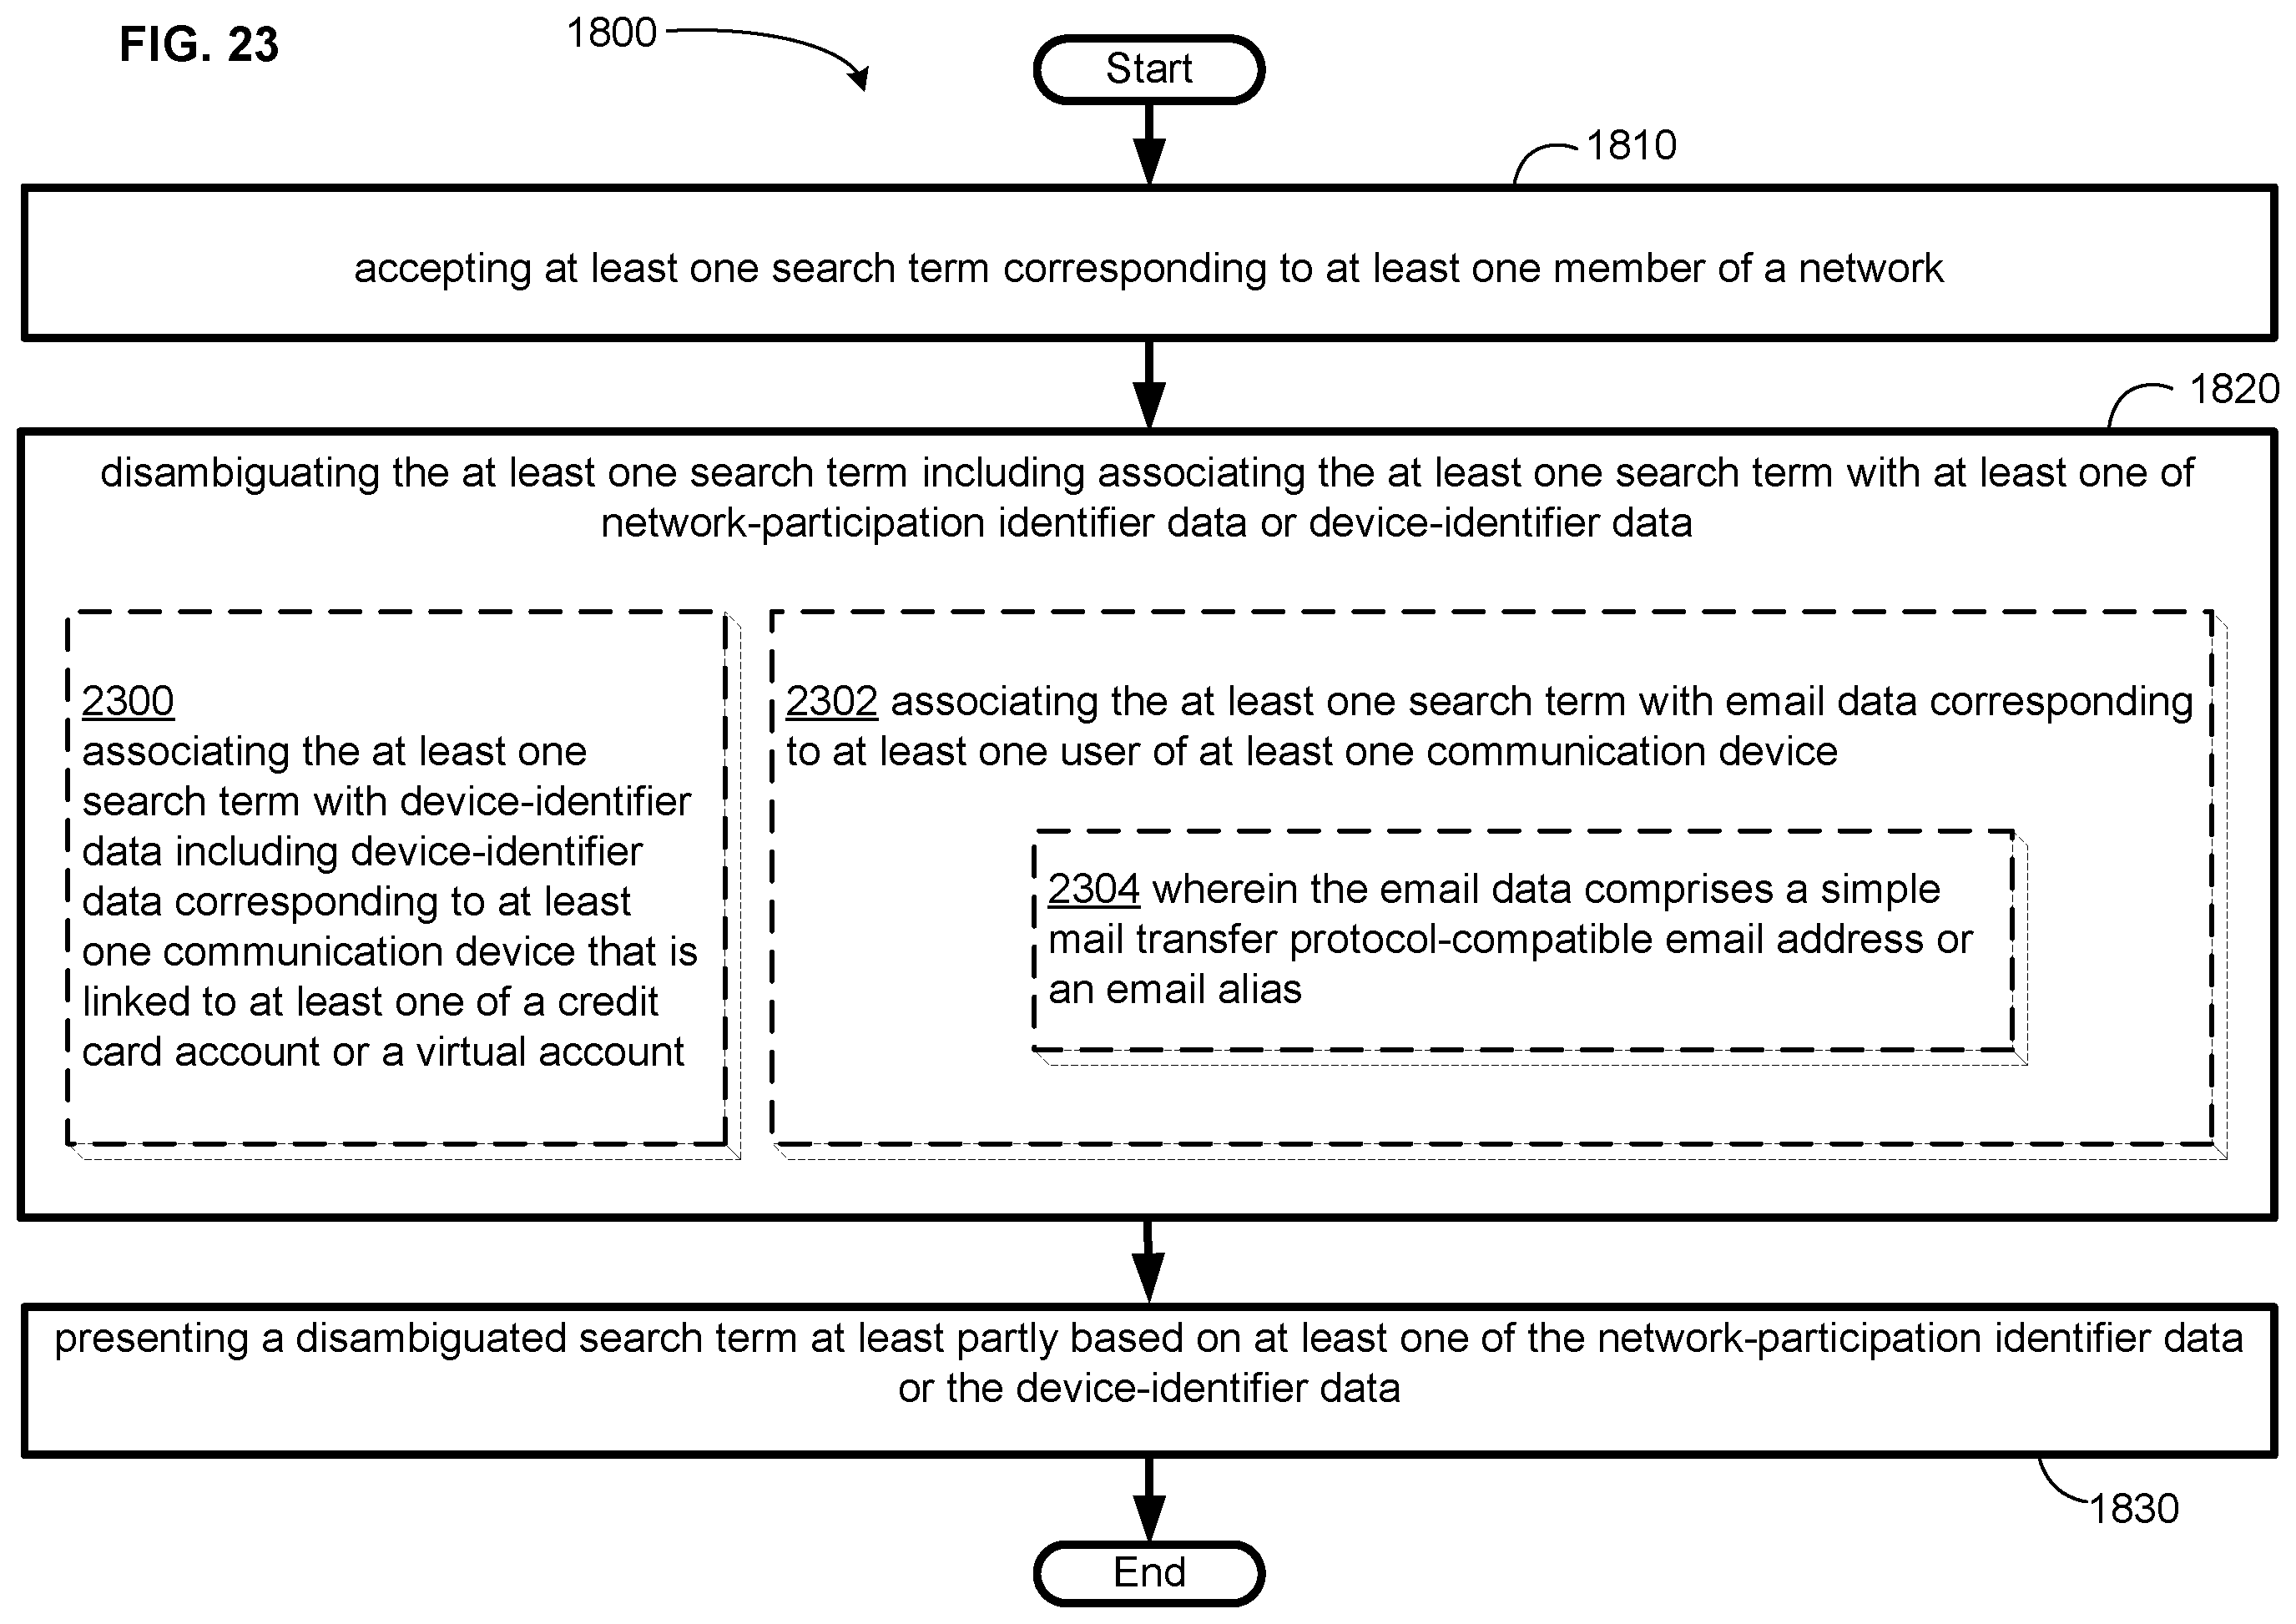 FIG. 23
1800
Start
1810
accepting at least one search term corresponding to at least one member of a network
1820
disambiguating the at least one search term including associating the at least one search term with at least one of
network-participation identifier data or device-identifier data
2300
associating the at least one
search term with device-identifier
data including device-identifier
data corresponding to at least
one communication device that is
linked to at least one of a credit
card account or a virtual account
2302 associating the at least one search term with email data corresponding
to at least one user of at least one communication device
2304 wherein the email data comprises a simple
mail transfer protocol-compatible email address or
an email alias
presenting a disambiguated search term at least partly based on at least one of the network-participation identifier data
or the device-identifier data
1830
End